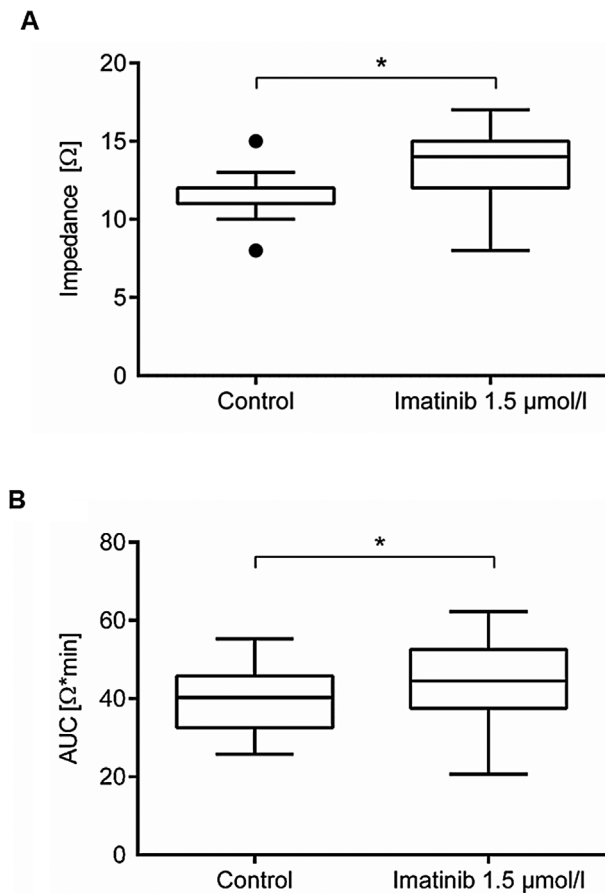 A
Impedance [Ω]
20
15
10
5
0
*
Control
Imatinib 1.5 µmol/l
B
AUC [Ω*min]
80
60
40
20
0
*
Control
Imatinib 1.5 µmol/l